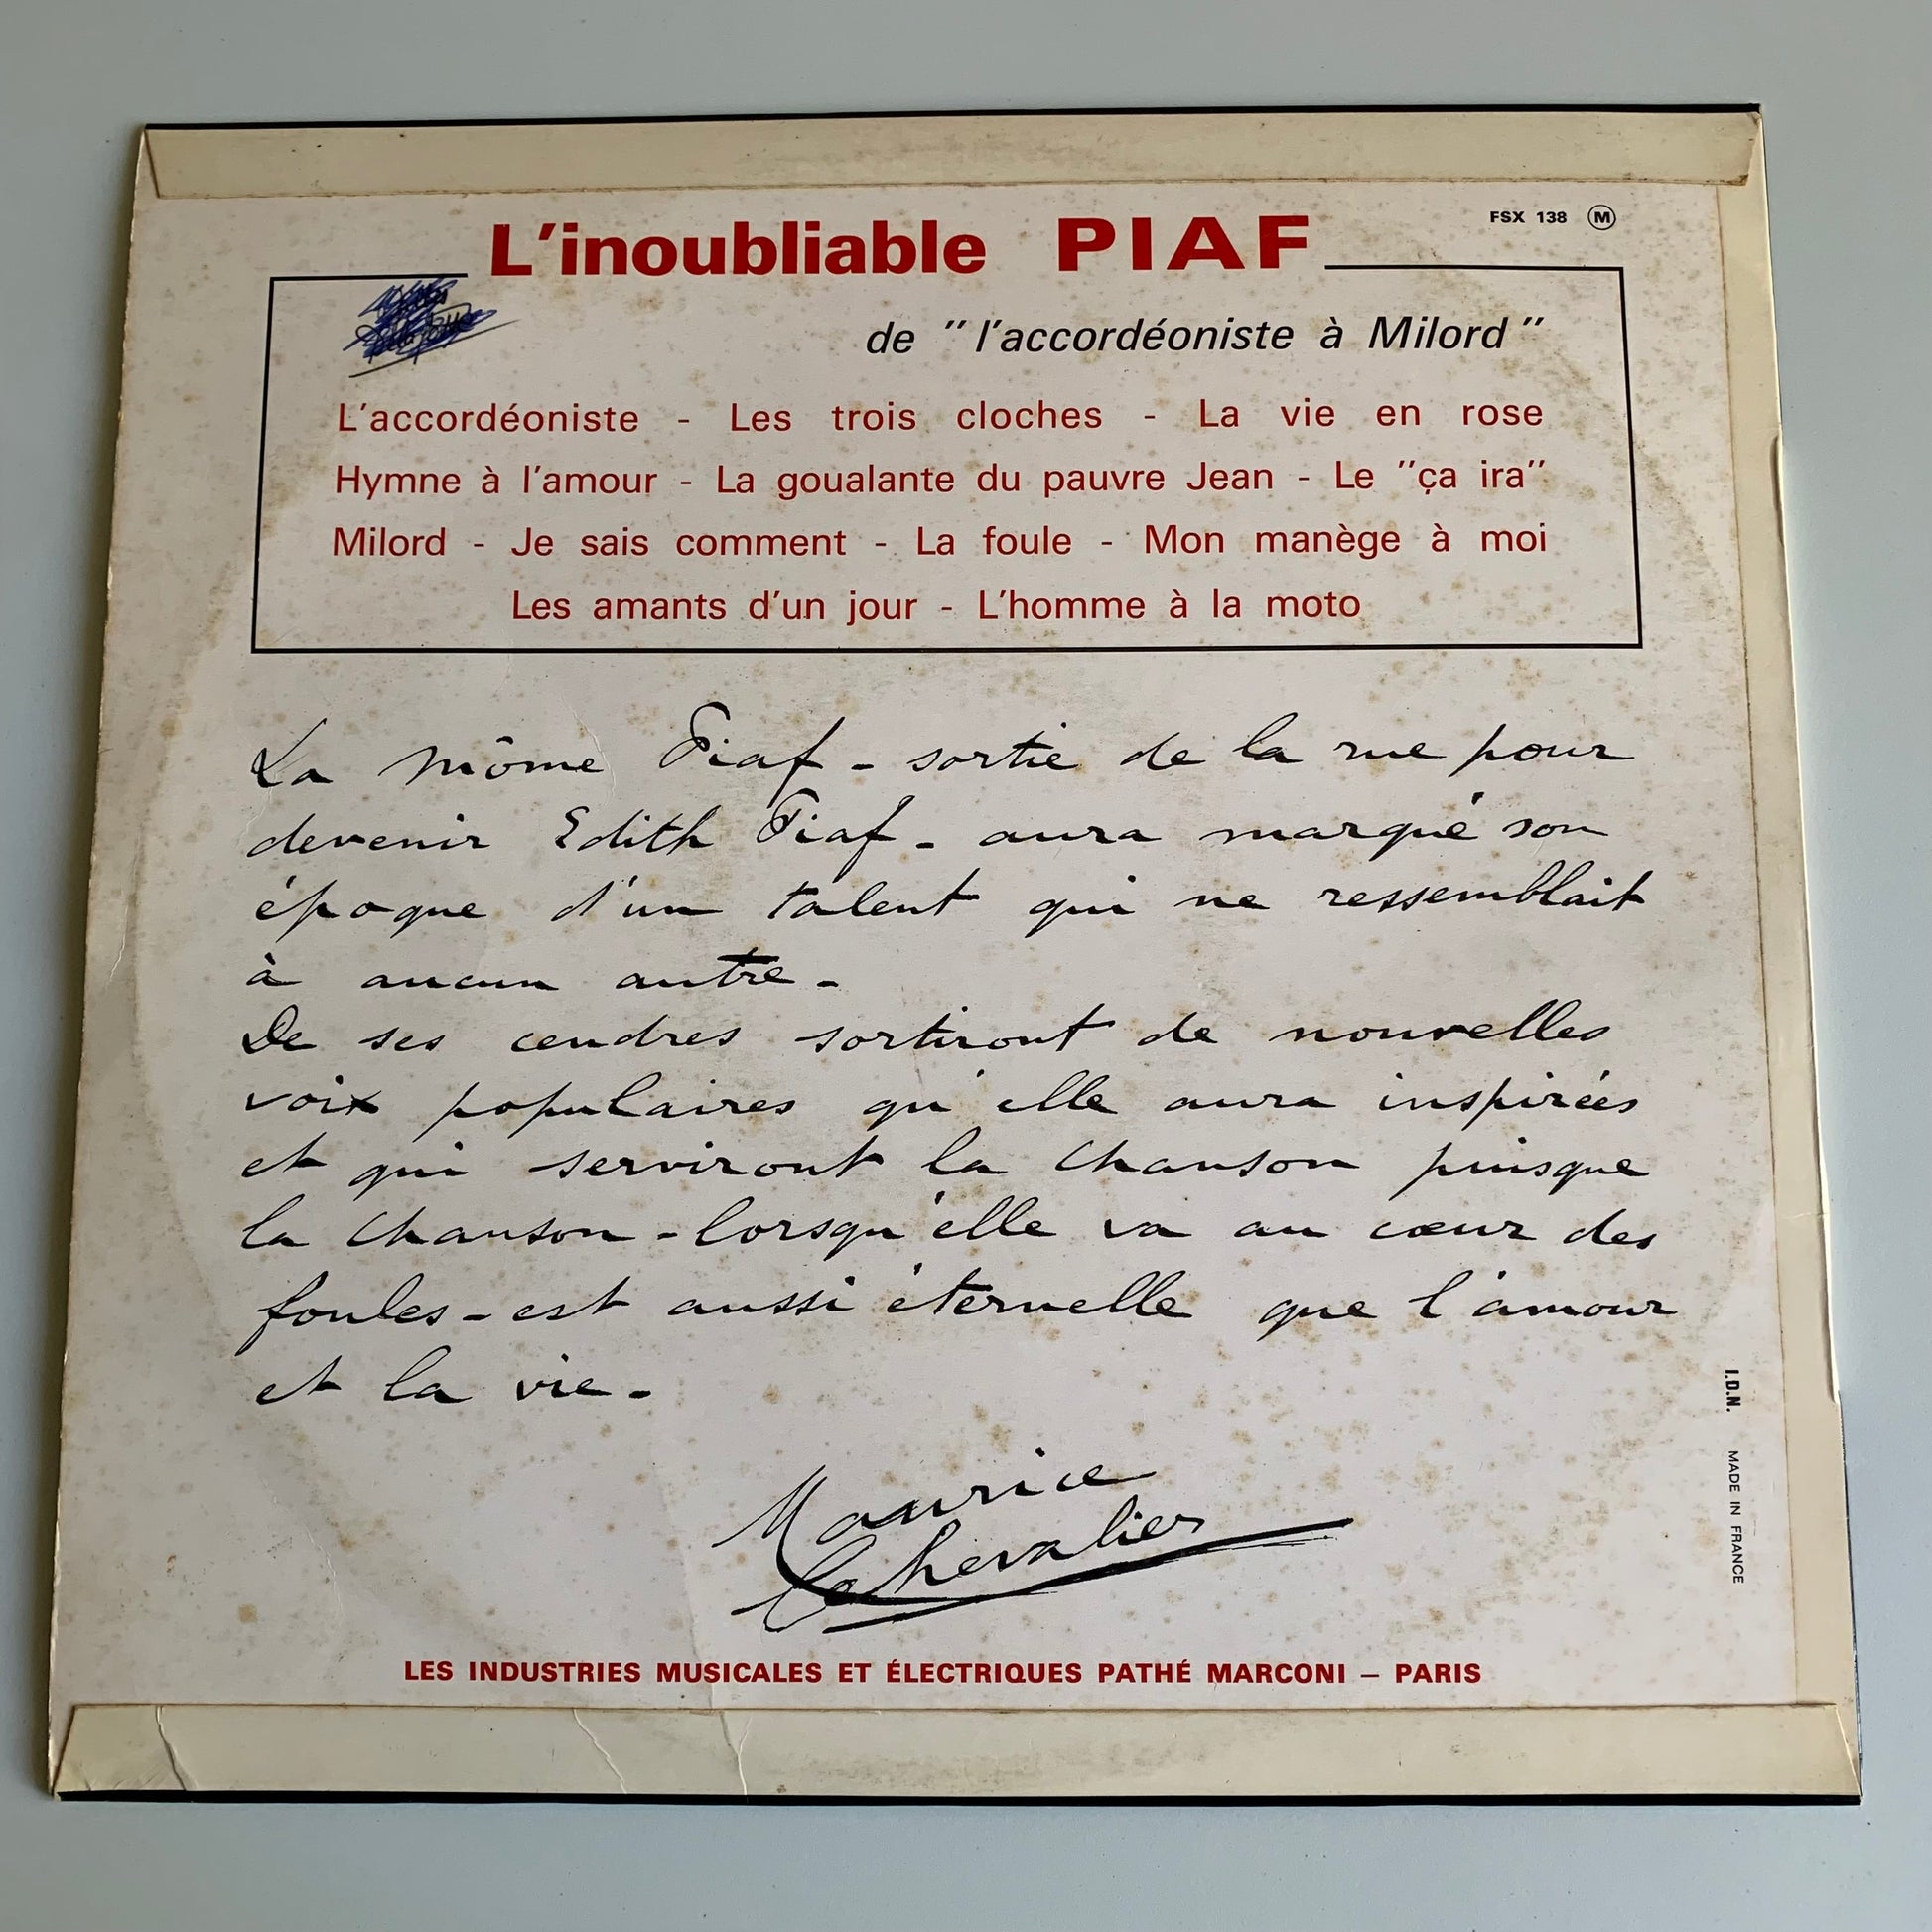 L'inoubliable PIAF
FSX 138 M
de "l'accordéoniste à Milord"
L'accordéoniste - Les trois cloches - La vie en rose
Hymne à l'amour - La goualante du pauvre Jean - Le "ça ira"
Milord - Je sais comment - La foule - Mon manège à moi
Les amants d'un jour - L'homme à la moto
La môme Piaf - sortie de la rue pour
devenir Edith Piaf - aura marqué son
époque d'un talent qui ne ressemblait
à aucun autre -
De ses cendres sortiront de nouvelles
voix populaires qu'elle aura inspirées
et qui serviront la chanson puisque
la chanson - lorsqu'elle va au cœur des
foules - est aussi éternelle que l'amour
et la vie -
Maurice
Chevalier
I.D.N. MADE IN FRANCE
LES INDUSTRIES MUSICALES ET ÉLECTRIQUES PATHÉ MARCONI – PARIS